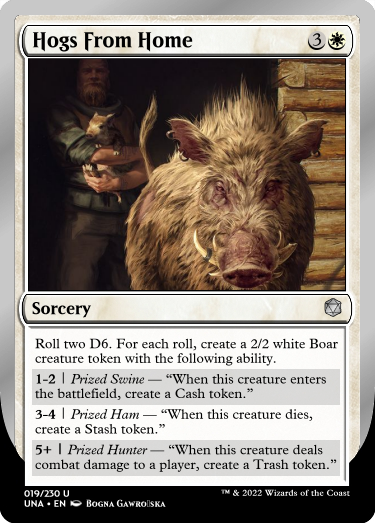 Hogs From Home 3
Sorcery
Roll two D6. For each roll, create a 2/2 white Boar
creature token with the following ability.
1-2 | Prized Swine — “When this creature enters
the battlefield, create a Cash token.”
3-4 | Prized Ham — “When this creature dies,
create a Stash token.”
5+ | Prized Hunter — “When this creature deals
combat damage to a player, create a Trash token.”
019/230 U
™ & 2022 Wizards of the Coast
UNA • EN Bogna